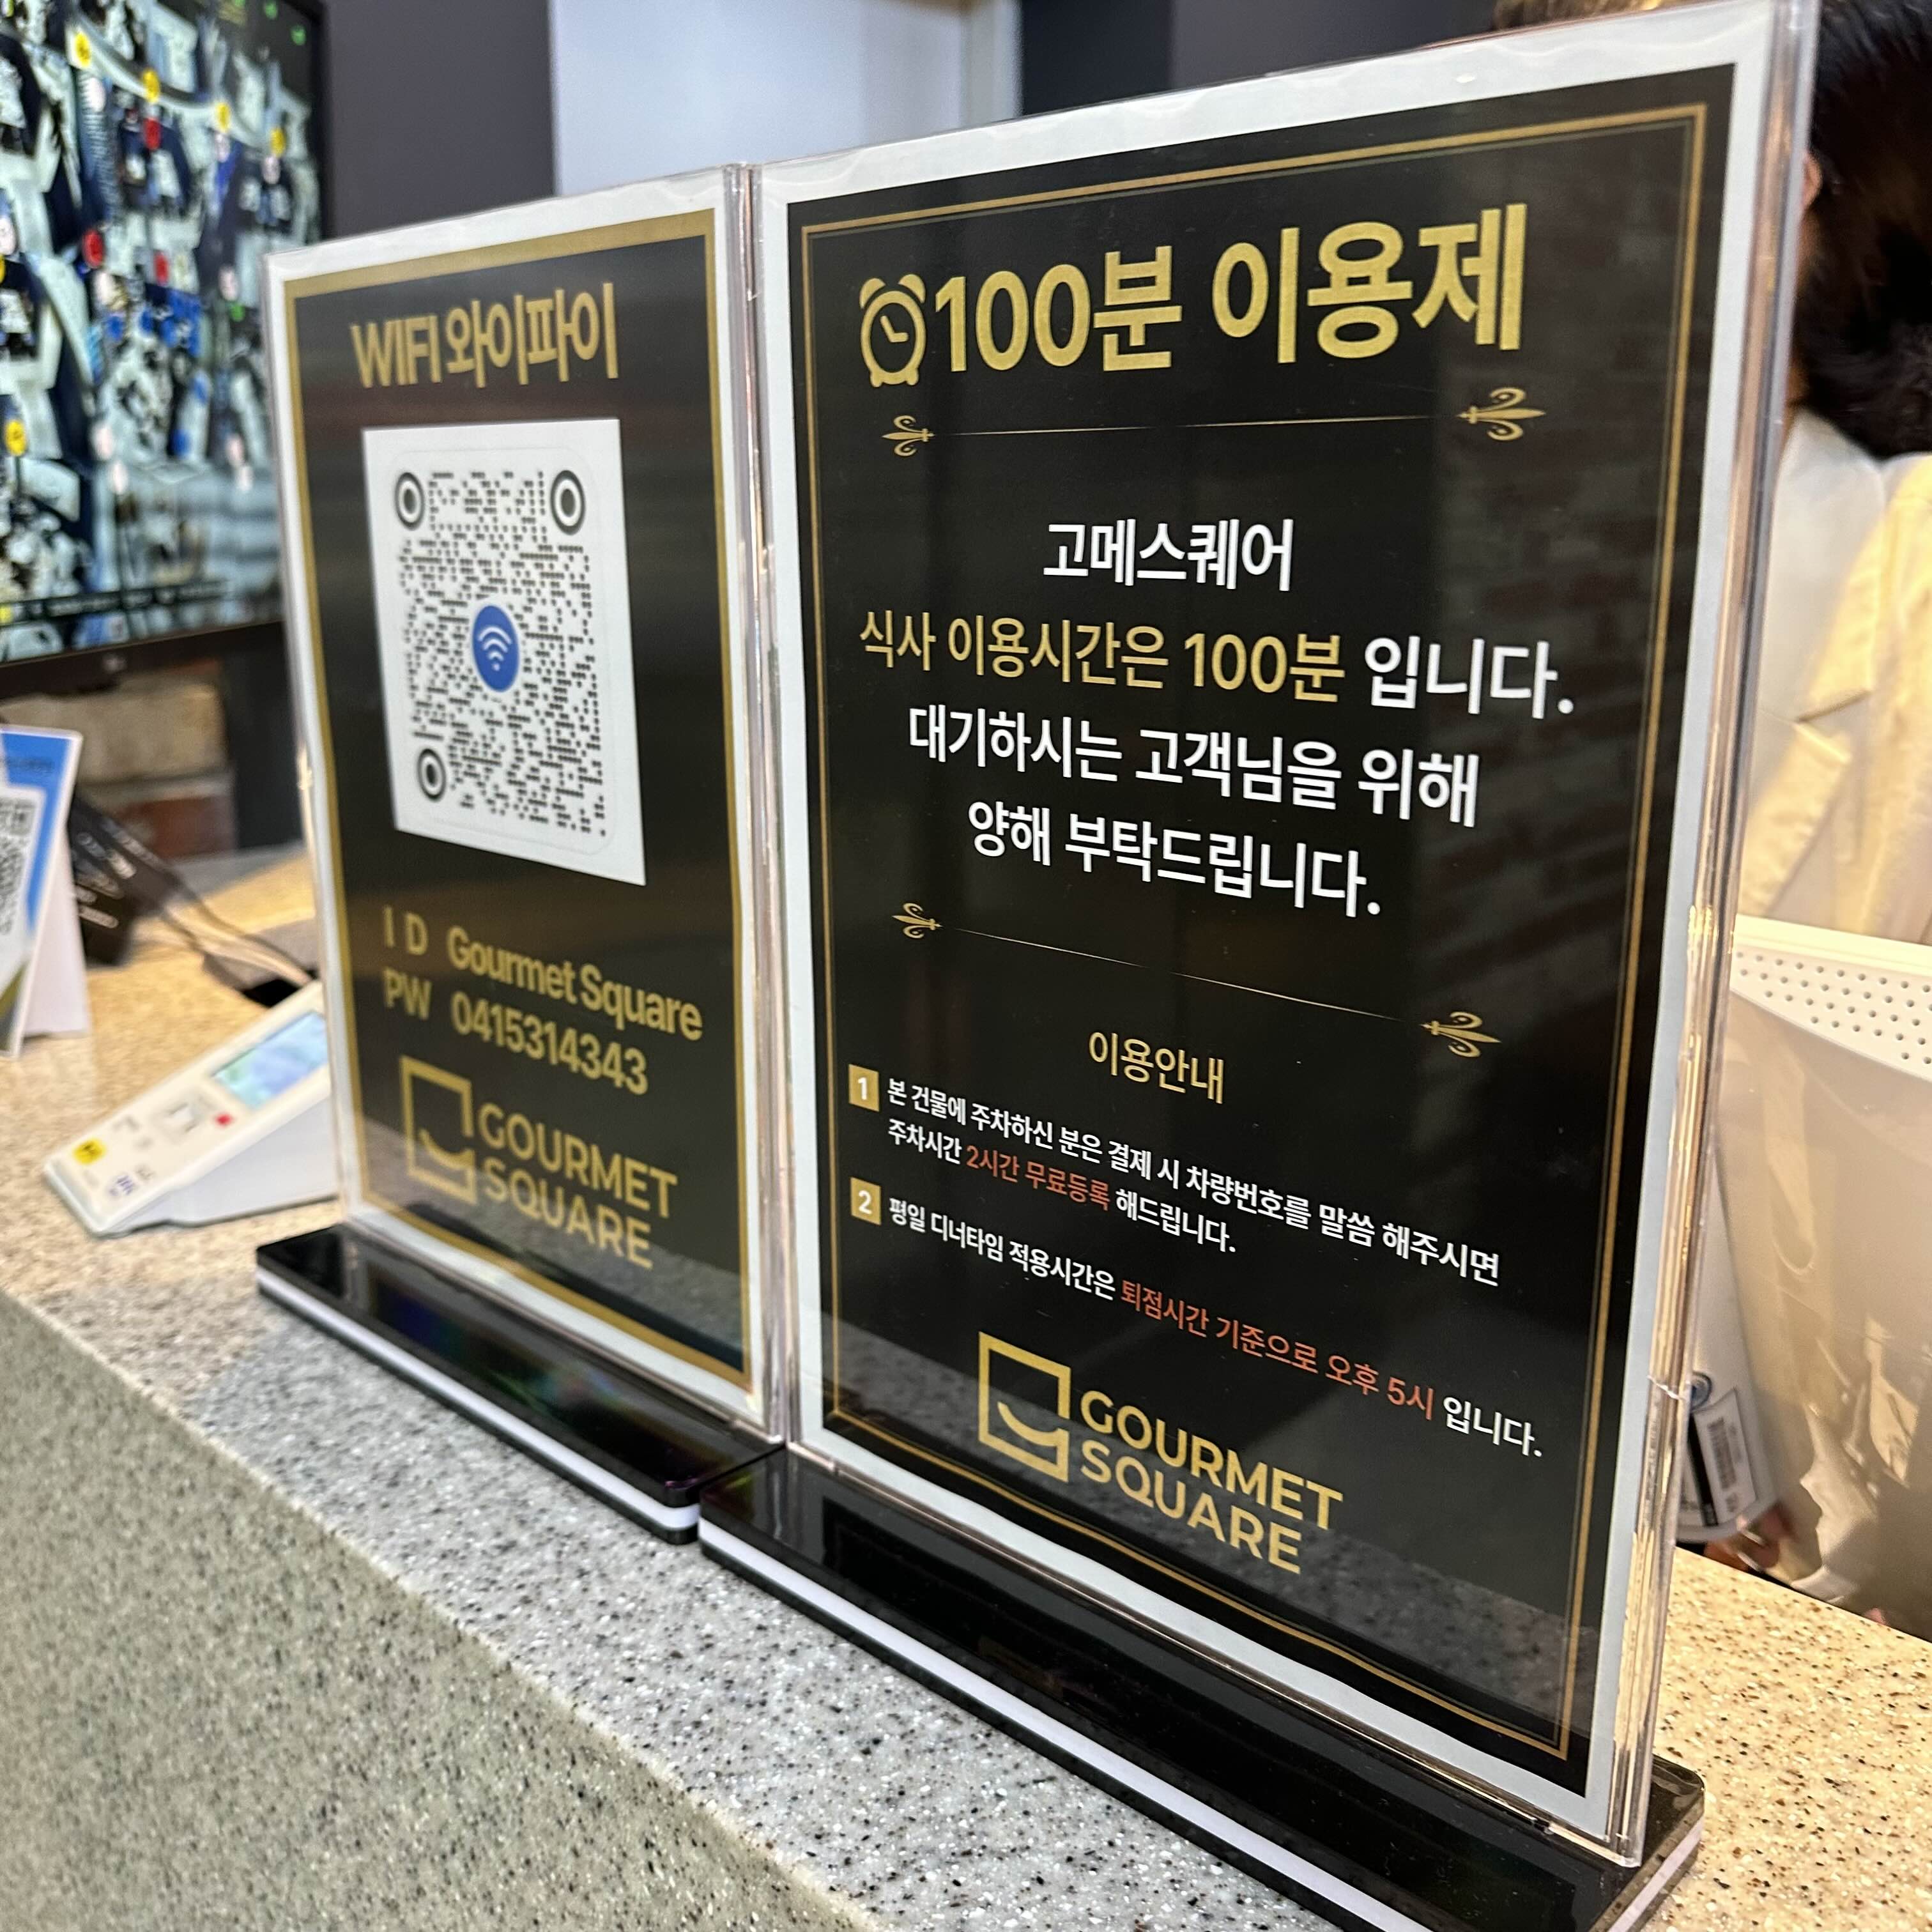 WIFI 와이파이
I D Gourmet Square
PW 0415314343
GOURMET
SQUARE
100분 이용제
고메스퀘어
식사 이용시간은 100분 입니다.
대기하시는 고객님을 위해
양해 부탁드립니다.
이용안내
1 본 건물에 주차하신 분은 결제 시 차량번호를 말씀 해주시면
주차시간 2시간 무료등록 해드립니다.
2 평일 디너타임 적용시간은 퇴점시간 기준으로 오후 5시 입니다.
GOURMET
SQUARE